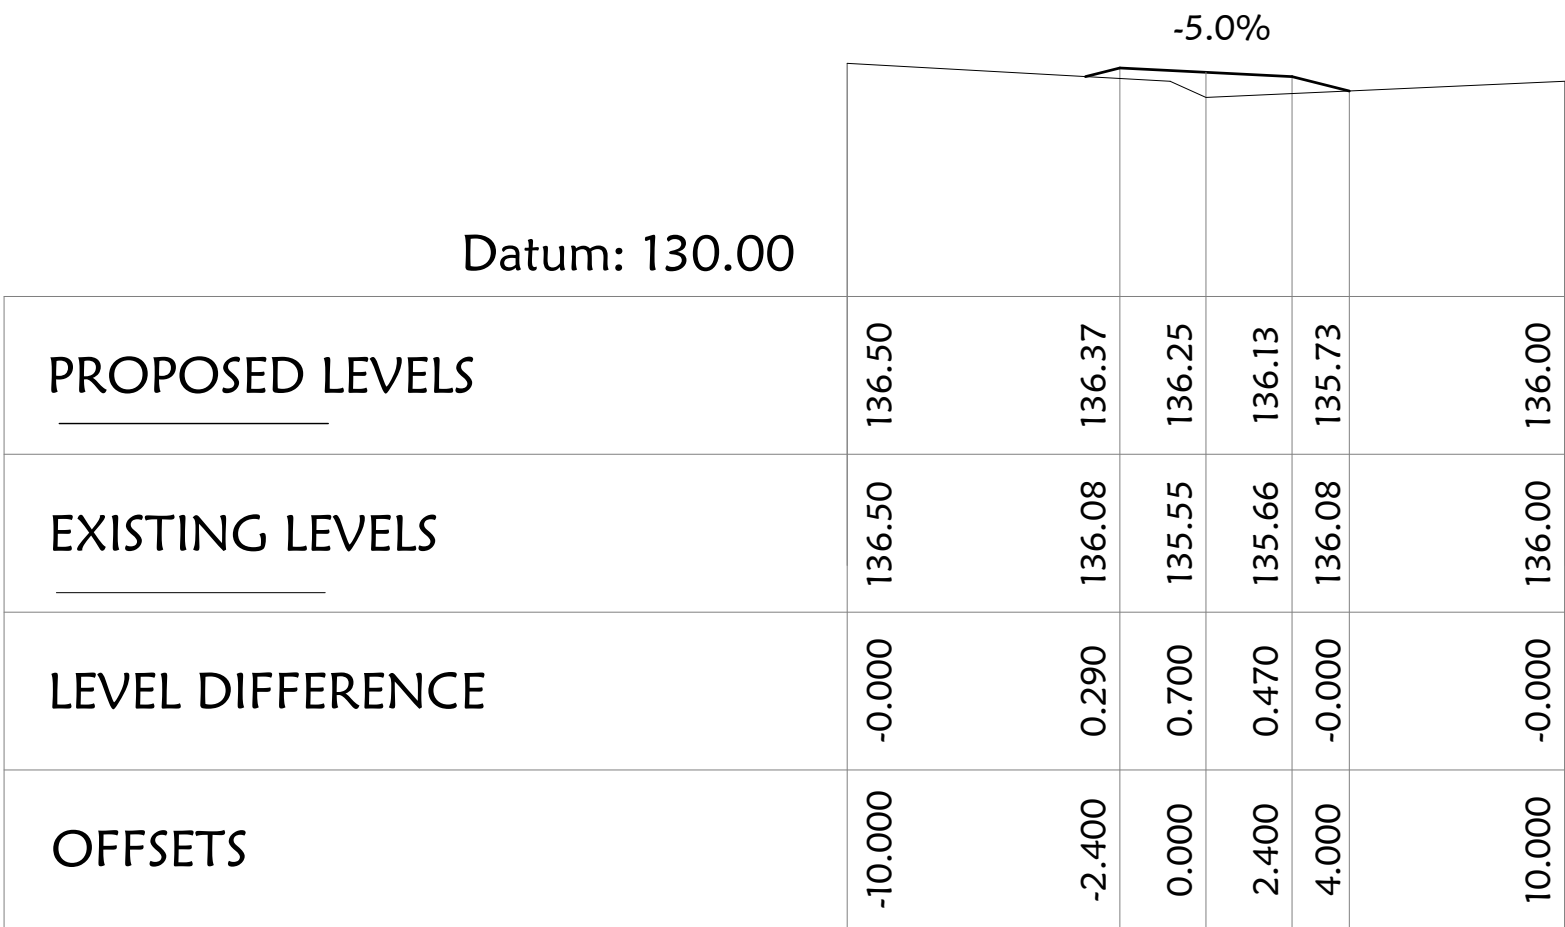 -5.0%
Datum: 130.00
PROPOSED LEVELS 136.50 136.37 136.25 136.13 135.73 136.00
EXISTING LEVELS 136.50 136.08 135.55 135.66 136.08 136.00
LEVEL DIFFERENCE -0.000 0.290 0.700 0.470 -0.000 -0.000
OFFSETS -10.000 -2.400 0.000 2.400 4.000 10.000